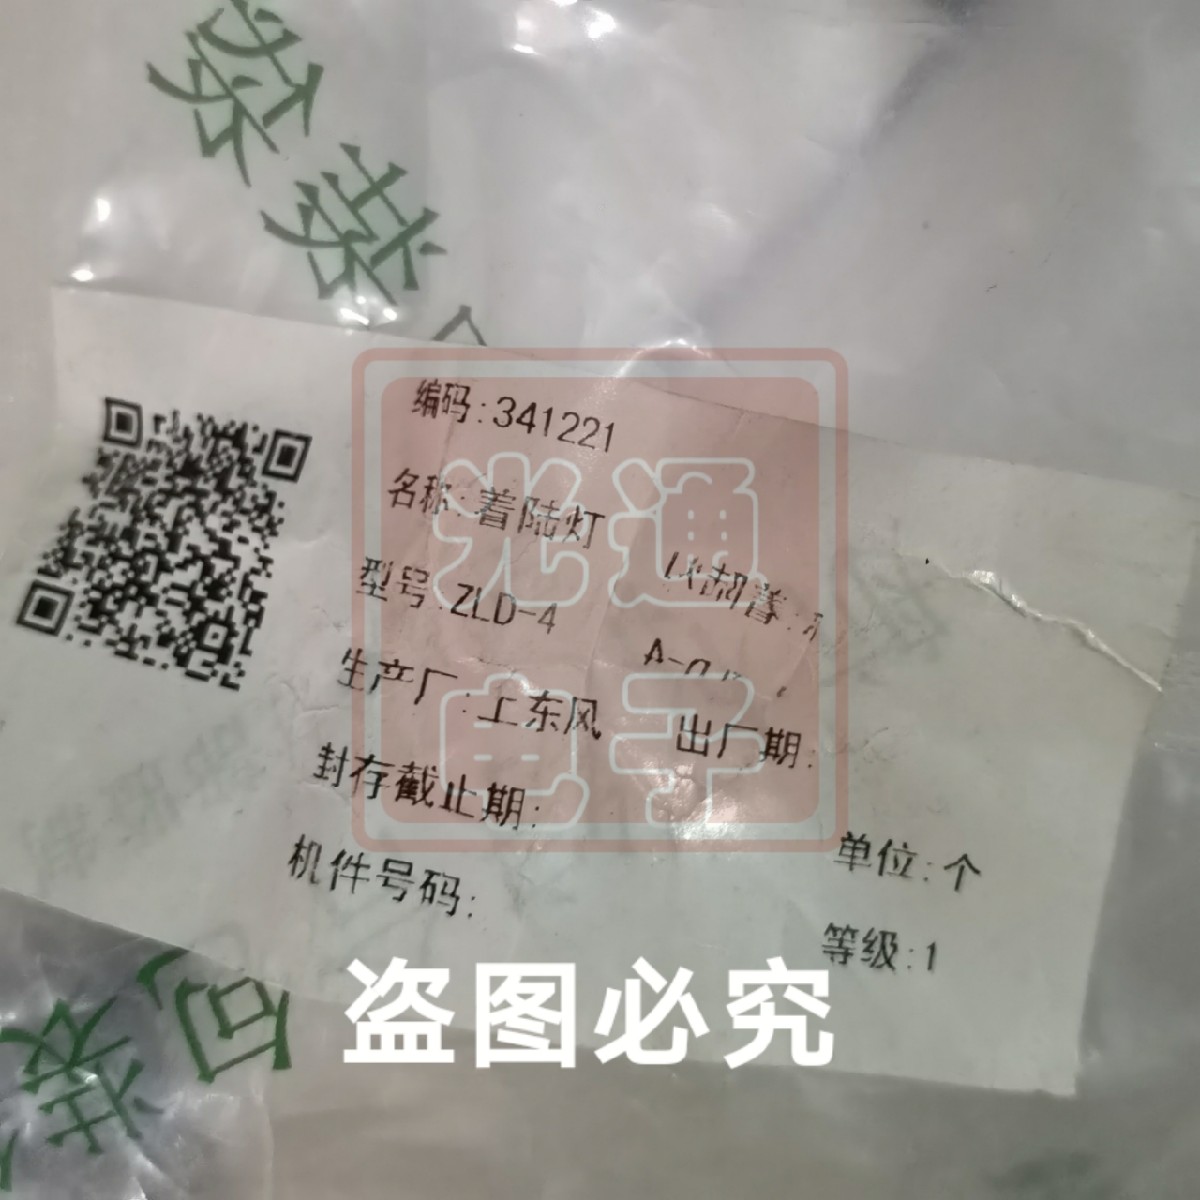 编码:341221
名称:着陆灯
型号:ZLD-4
生产厂:上东风
出厂期:
封存截止期:
机件号码:
单位:个
等级:1
光通
电子
盗图必究